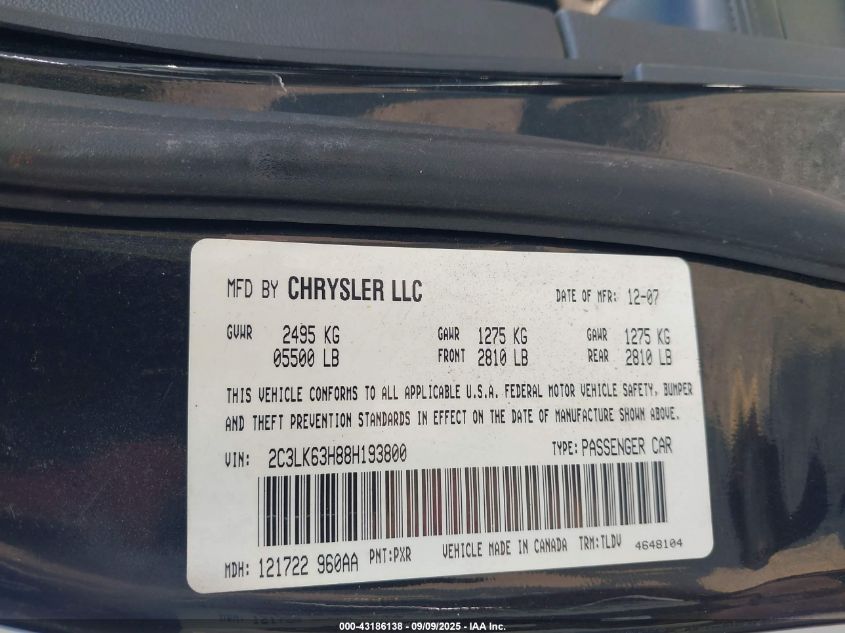 MFD BY CHRYSLER LLC DATE OF MFR: 12-07
GVWR 2495 KG GAWR 1275 KG GAWR 1275 KG
05500 LB FRONT 2810 LB REAR 2810 LB
THIS VEHICLE CONFORMS TO ALL APPLICABLE U.S.A. FEDERAL MOTOR VEHICLE SAFETY, BUMPER
AND THEFT PREVENTION STANDARDS IN EFFECT ON THE DATE OF MANUFACTURE SHOWN ABOVE.
VIN: 2C3LK63H88H193800 TYPE: PASSENGER CAR
MDH: 121722 960AA PNT:PXR VEHICLE MADE IN CANADA TRM:TLDV 4648104
000-43186138 - 09/09/2025 - IAA Inc.